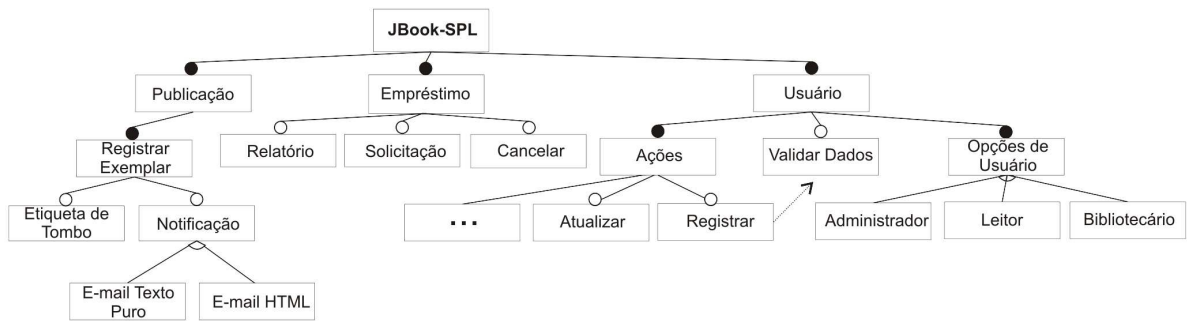 JBook-SPL
Publicação
Empréstimo
Usuário
Registrar
Exemplar
Relatório
Solicitação
Cancelar
Ações
Validar Dados
Opções de
Usuário
Etiqueta de
Tombo
Notificação
...
Atualizar
Registrar
Administrador
Leitor
Bibliotecário
E-mail Texto
Puro
E-mail HTML